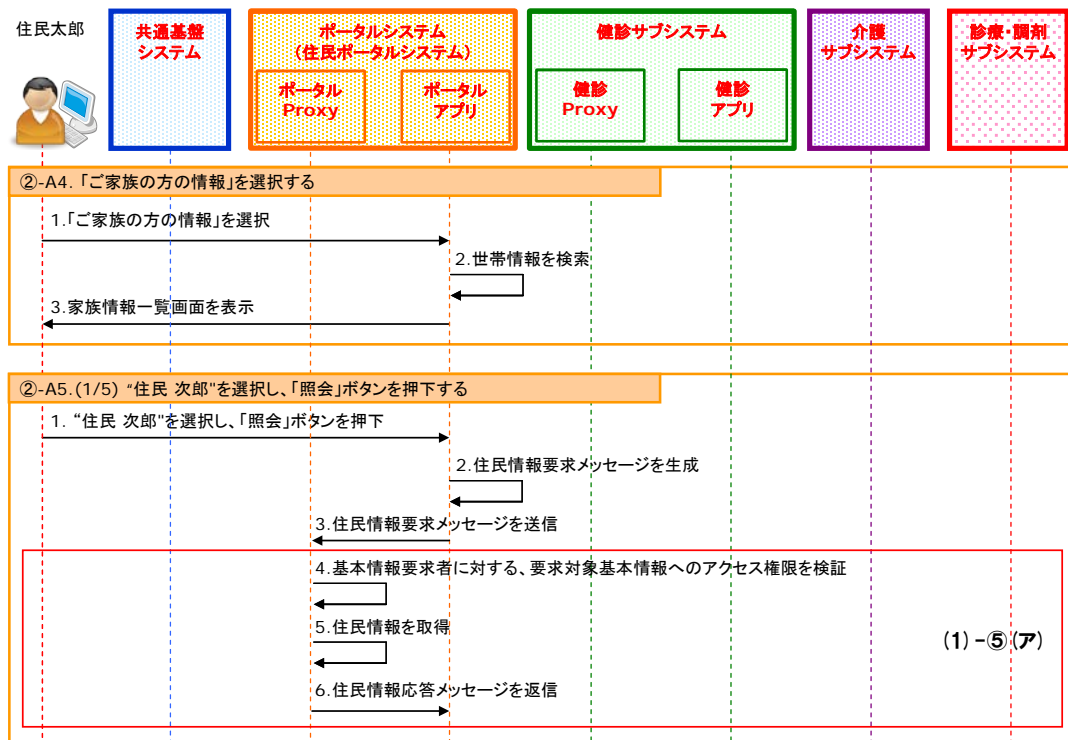 住民太郎
共通基盤
システム
ポータルシステム
(住民ポータルシステム)
ポータル
Proxy
ポータル
アプリ
健診サブシステム
健診
Proxy
健診
アプリ
介護
サブシステム
診療・調剤
サブシステム
②-A4.「ご家族の方の情報」を選択する
1.「ご家族の方の情報」を選択
2.世帯情報を検索
3.家族情報一覧画面を表示
②-A5.(1/5) “住民 次郎"を選択し、「照会」ボタンを押下する
1. “住民 次郎"を選択し、「照会」ボタンを押下
2.住民情報要求メッセージを生成
3.住民情報要求メッセージを送信
4.基本情報要求者に対する、要求対象基本情報へのアクセス権限を検証
5.住民情報を取得
(1)-⑤(ア)
6.住民情報応答メッセージを返信